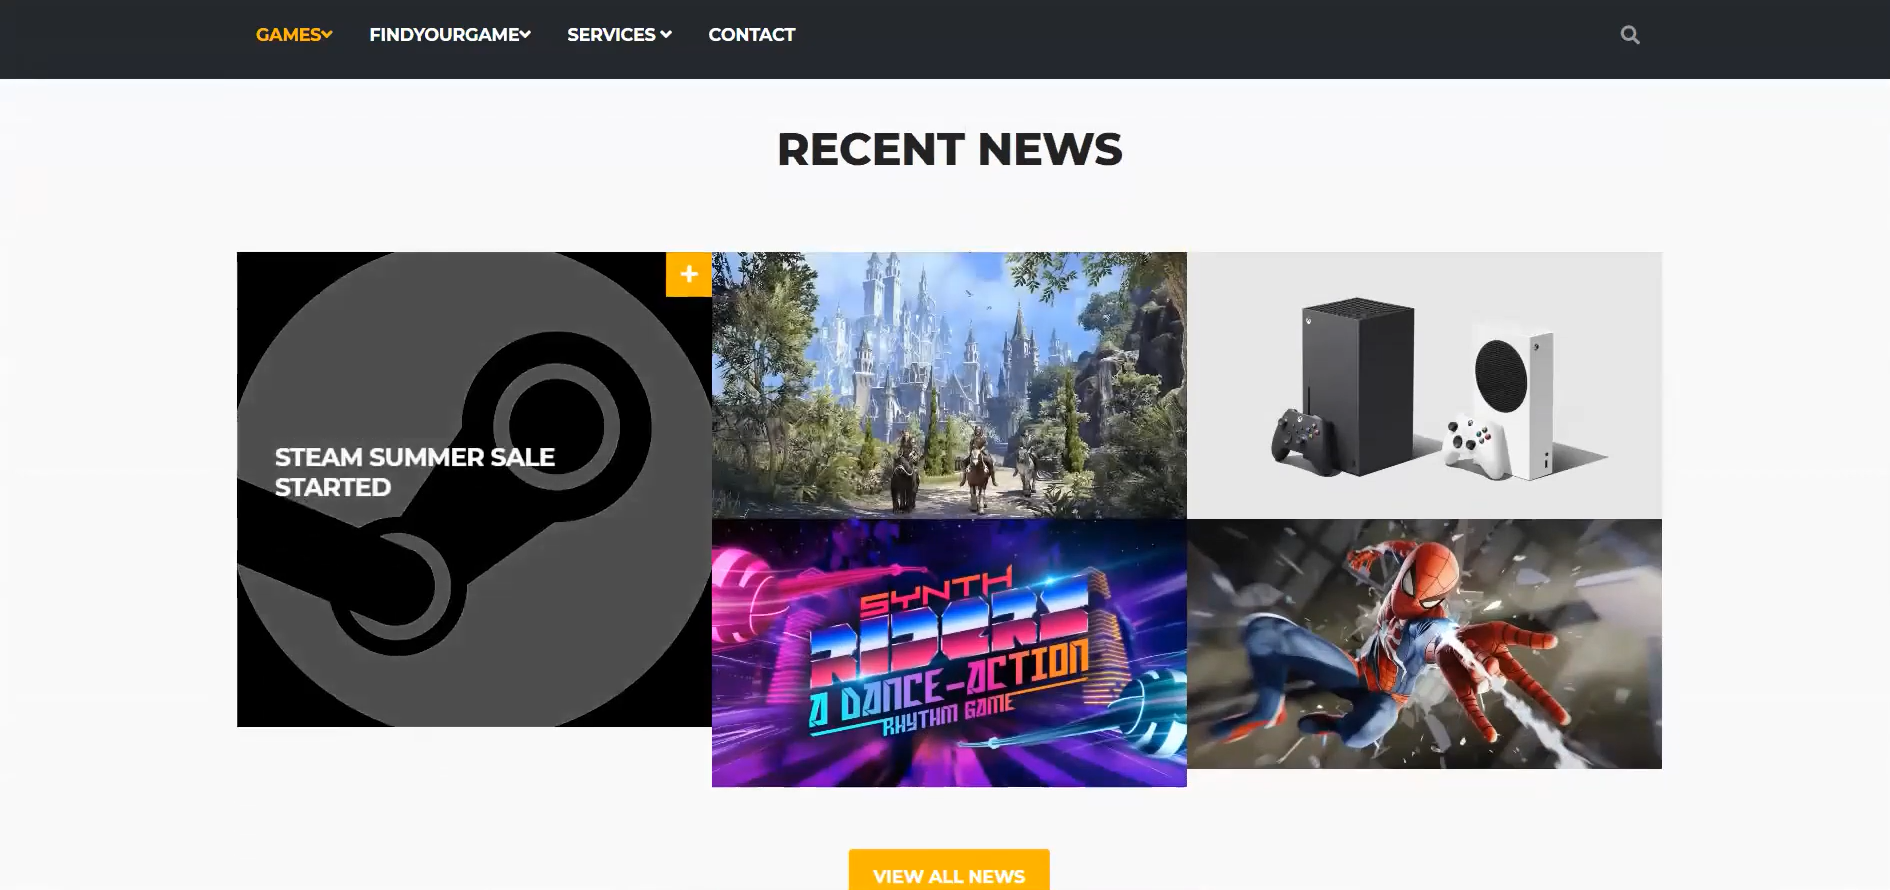 GAMES
FINDYOURGAME
SERVICES
CONTACT
RECENT NEWS
STEAM SUMMER SALE
STARTED
SYNTH
RIDERS
A DANCE-ACTION
RHYTHM GAME
VIEW ALL NEWS